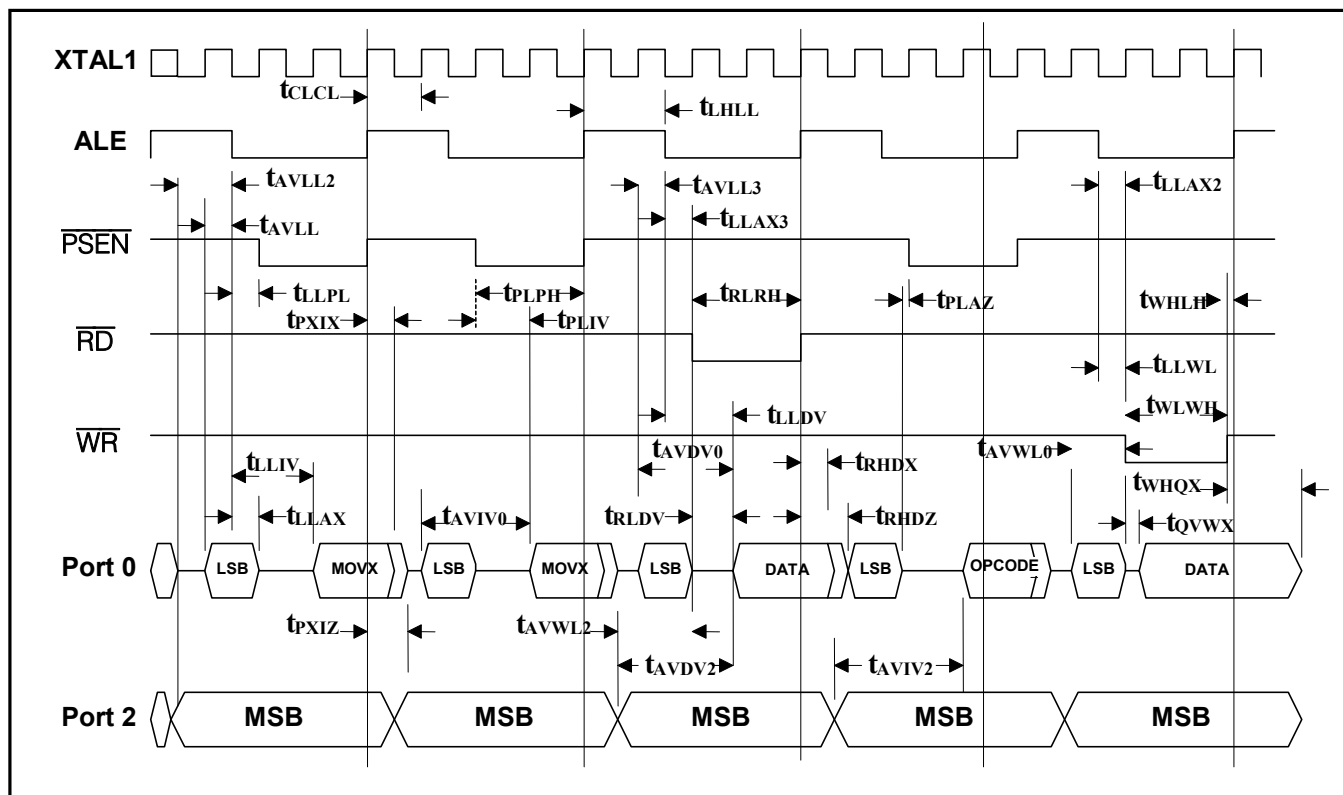 XTAL1
tCLCL
tLHLL
ALE
tAVLL2
tAVLL3
tLLAX2
tAVLL
tLLAX3
PSEN
tLLPL
tPLPH
tRLRH
tPLAZ
tWHLH
tPXIX
tPLIV
RD
tLLWL
tWLWH
tLLDV
WR
tAVDV0
tAVWL0
tLLIV
tRHDX
tWHQX
tLLAX
tAVIV0
tRLDV
tRHDZ
tQVWX
Port 0
LSB
MOVX
LSB
MOVX
LSB
DATA
LSB
OPCODE
LSB
DATA
tPXIZ
tAVWL2
tAVDV2
tAVIV2
Port 2
MSB
MSB
MSB
MSB
MSB